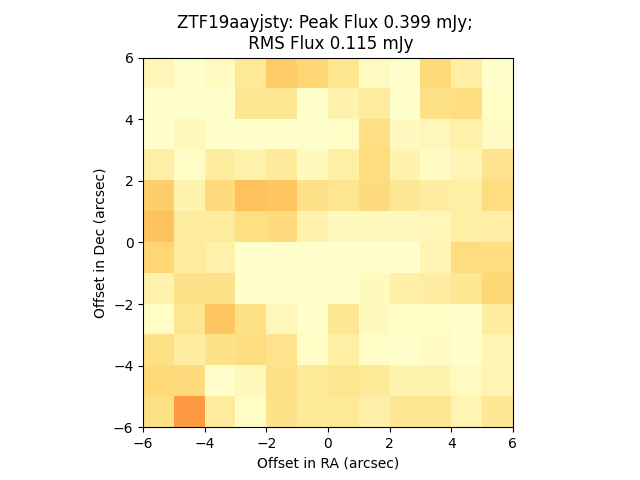 ZTF19aayjsty: Peak Flux 0.399 mJy;
RMS Flux 0.115 mJy
6
4
2
0
−2
−4
−6
Offset in Dec (arcsec)
−6 −4 −2 0 2 4 6
Offset in RA (arcsec)